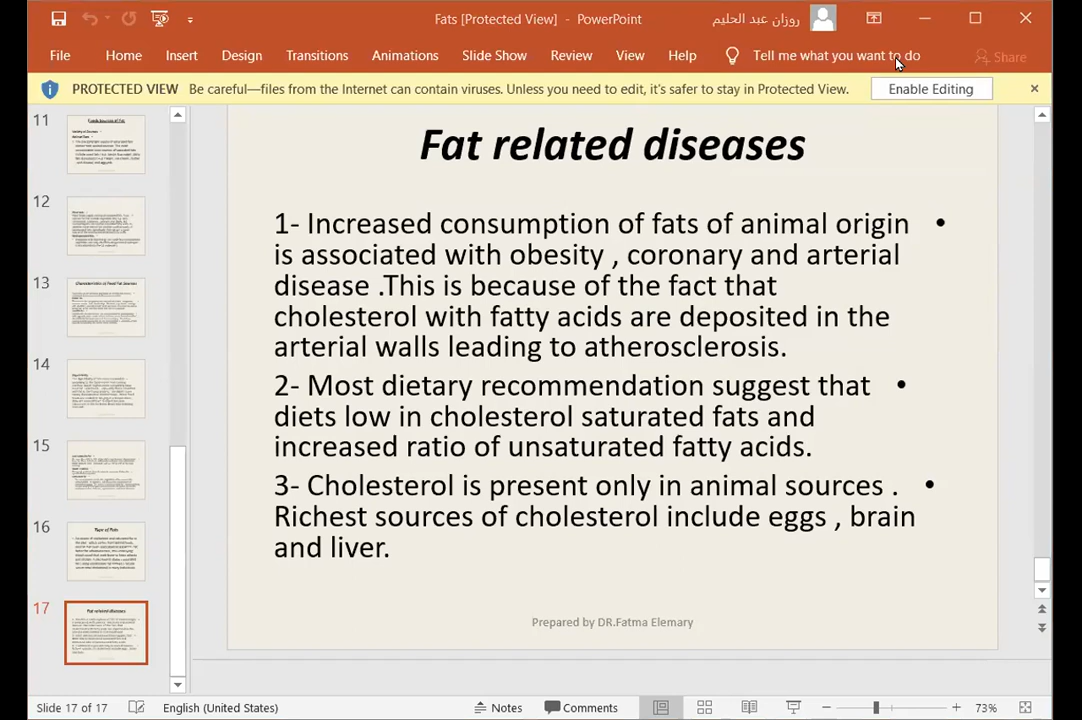 Fats [Protected View] - PowerPoint
روزان عبد الحليم
File Home Insert Design Transitions Animations Slide Show Review View Help Tell me what you want to do Share
PROTECTED VIEW Be careful—files from the Internet can contain viruses. Unless you need to edit, it's safer to stay in Protected View. Enable Editing
11
12
13
14
15
16
Types of Fats
17
Fat related diseases
Fat related diseases
1- Increased consumption of fats of animal origin •
is associated with obesity , coronary and arterial
disease .This is because of the fact that
cholesterol with fatty acids are deposited in the
arterial walls leading to atherosclerosis.
2- Most dietary recommendation suggest that •
diets low in cholesterol saturated fats and
increased ratio of unsaturated fatty acids.
3- Cholesterol is present only in animal sources . •
Richest sources of cholesterol include eggs , brain
and liver.
Prepared by DR.Fatma Elemary
Slide 17 of 17 English (United States) Notes Comments 73%